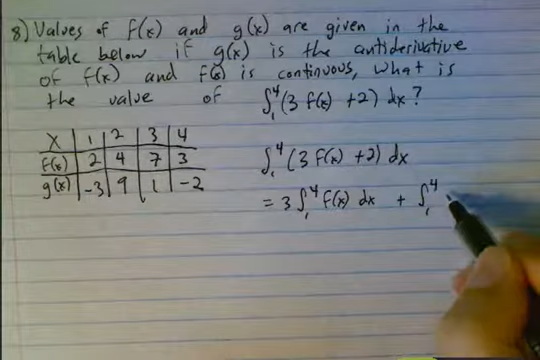 8) Values of f(x) and g(x) are given in the
table below if g(x) is the antiderivative
of f(x) and f(x) is continuous, what is
the value of ∫₁⁴(3 f(x) +2) dx?
X | 1 | 2 | 3 | 4
f(x) | 2 | 4 | 7 | 3
g(x) | -3 | 9 | 1 | -2
∫₁⁴ (3 f(x) +2) dx
= 3 ∫₁⁴ f(x) dx + ∫₁⁴